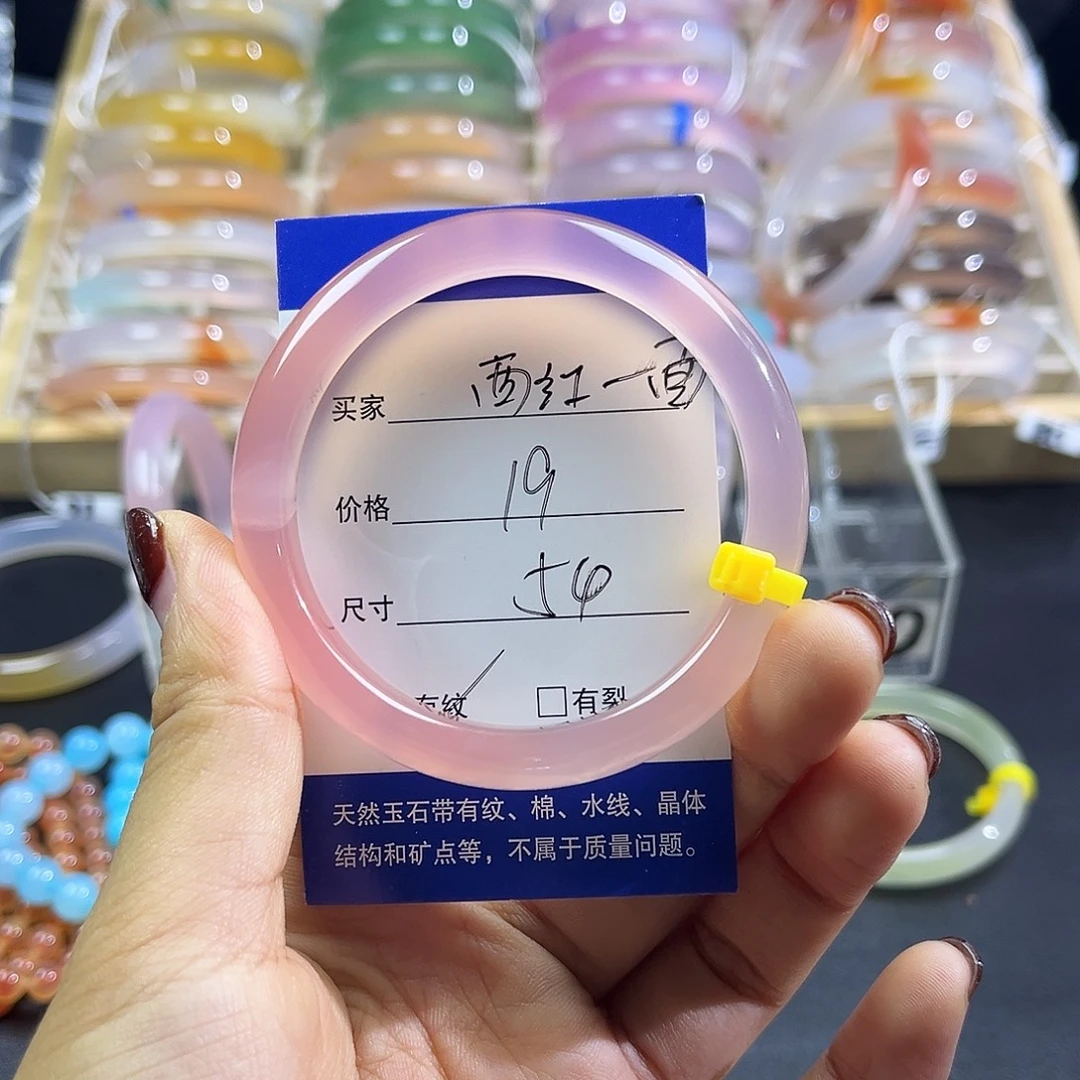 买家 西红一直
价格 19
尺寸 54
有纹 有裂
天然玉石带有纹、棉、水线、晶体
结构和矿点等，不属于质量问题。